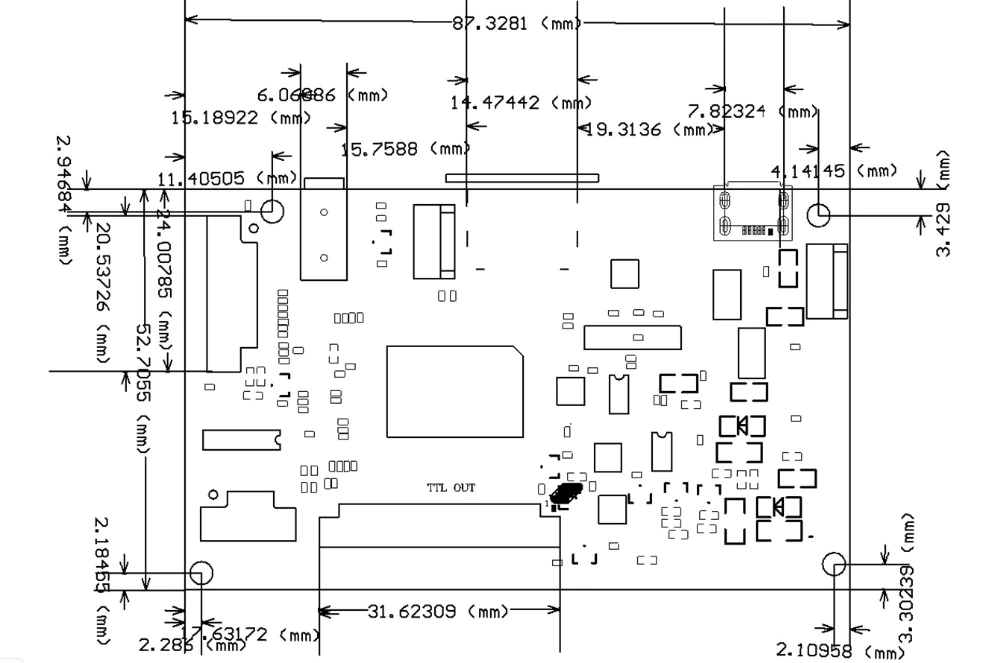 87.3281 (mm)
6.06886 (mm)
15.18922 (mm)
14.47442 (mm)
7.82324 (mm)
19.3136 (mm)
15.7588 (mm)
11.40505 (mm)
4.14145 (mm)
2.94684 (mm)
3.429 (mm)
20.53726 (mm)
24.00785 (mm)
52.7055 (mm)
TTL OUT
1
2.18455 (mm)
3.30239 (mm)
31.62309 (mm)
17.63172 (mm)
2.286 (mm)
2.10958 (mm)